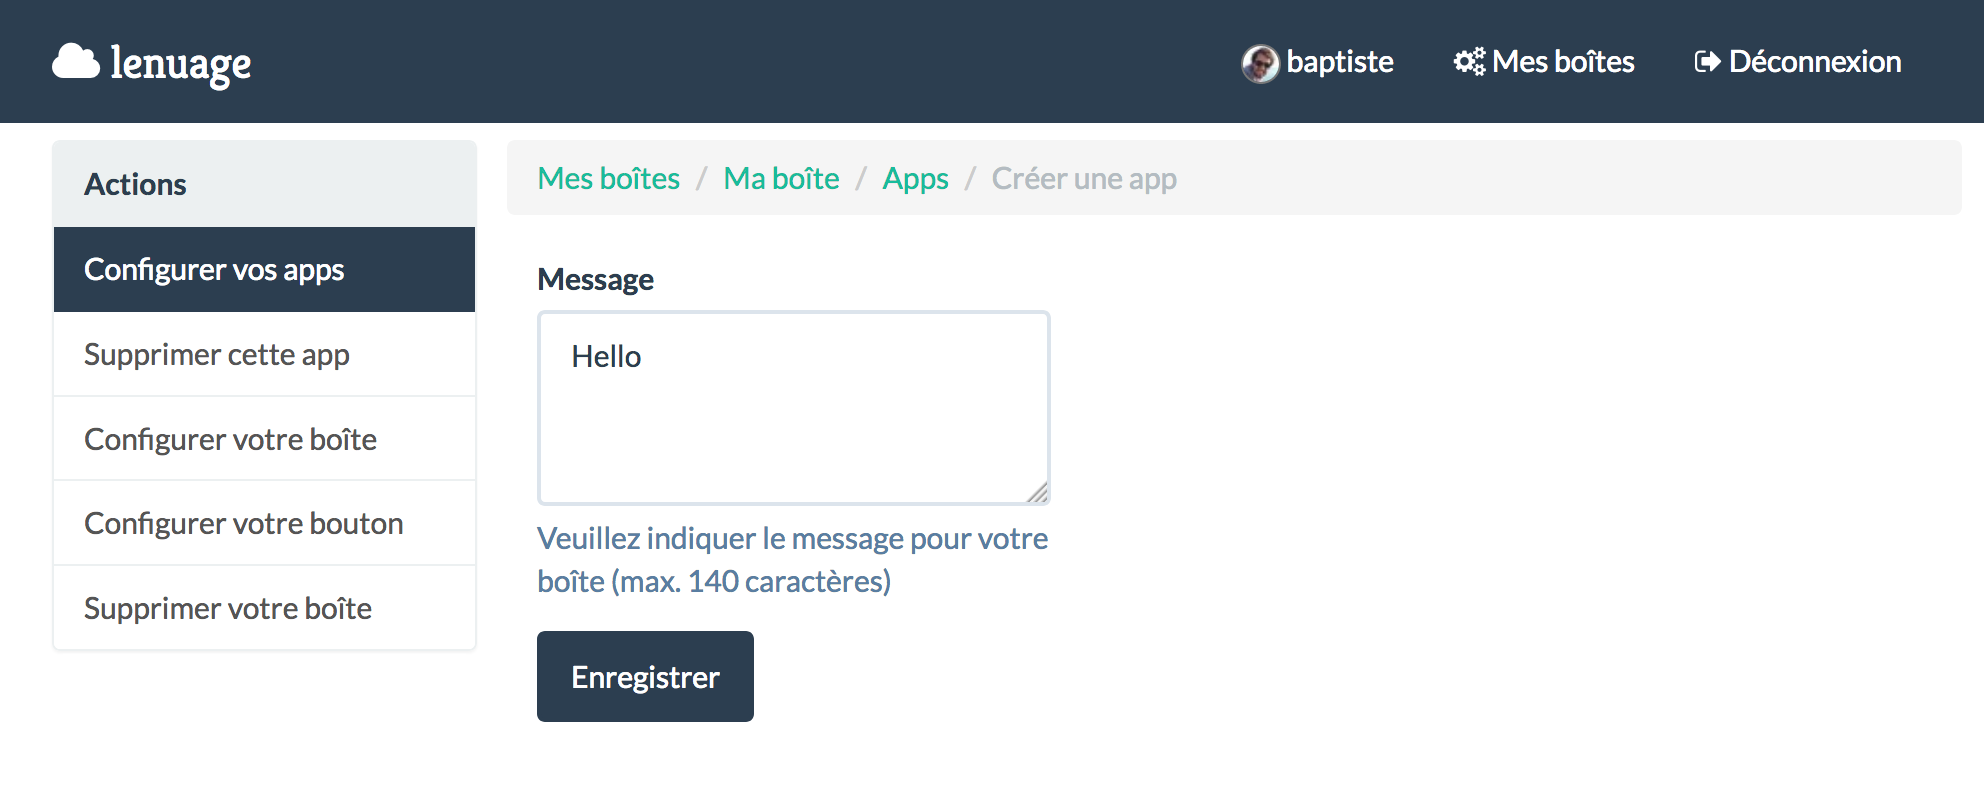 lenuage
baptiste
Mes boîtes
Déconnexion
Actions
Configurer vos apps
Supprimer cette app
Configurer votre boîte
Configurer votre bouton
Supprimer votre boîte
Mes boîtes / Ma boîte / Apps / Créer une app
Message
Hello
Veuillez indiquer le message pour votre
boîte (max. 140 caractères)
Enregistrer